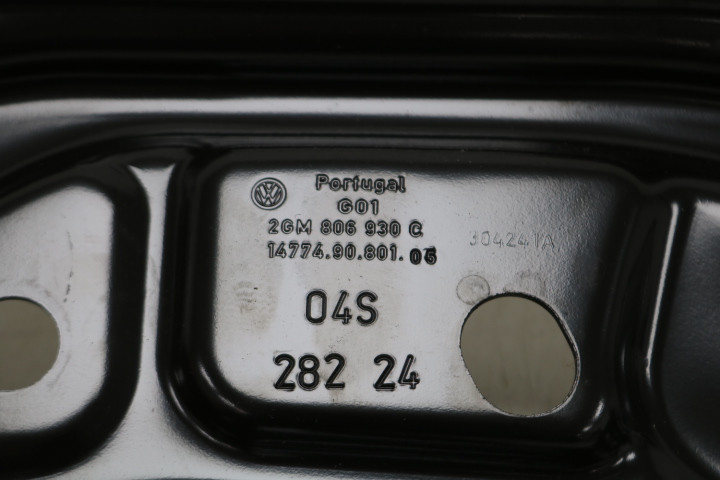 Portugal
G01
2GM 806 930 C
304241A
14774.90.801.05
04S
282 24